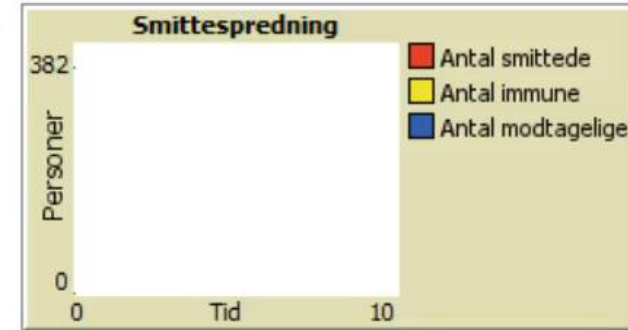 Smittespredning
382
Personer
0
0 Tid 10
Antal smittede
Antal immune
Antal modtagelige